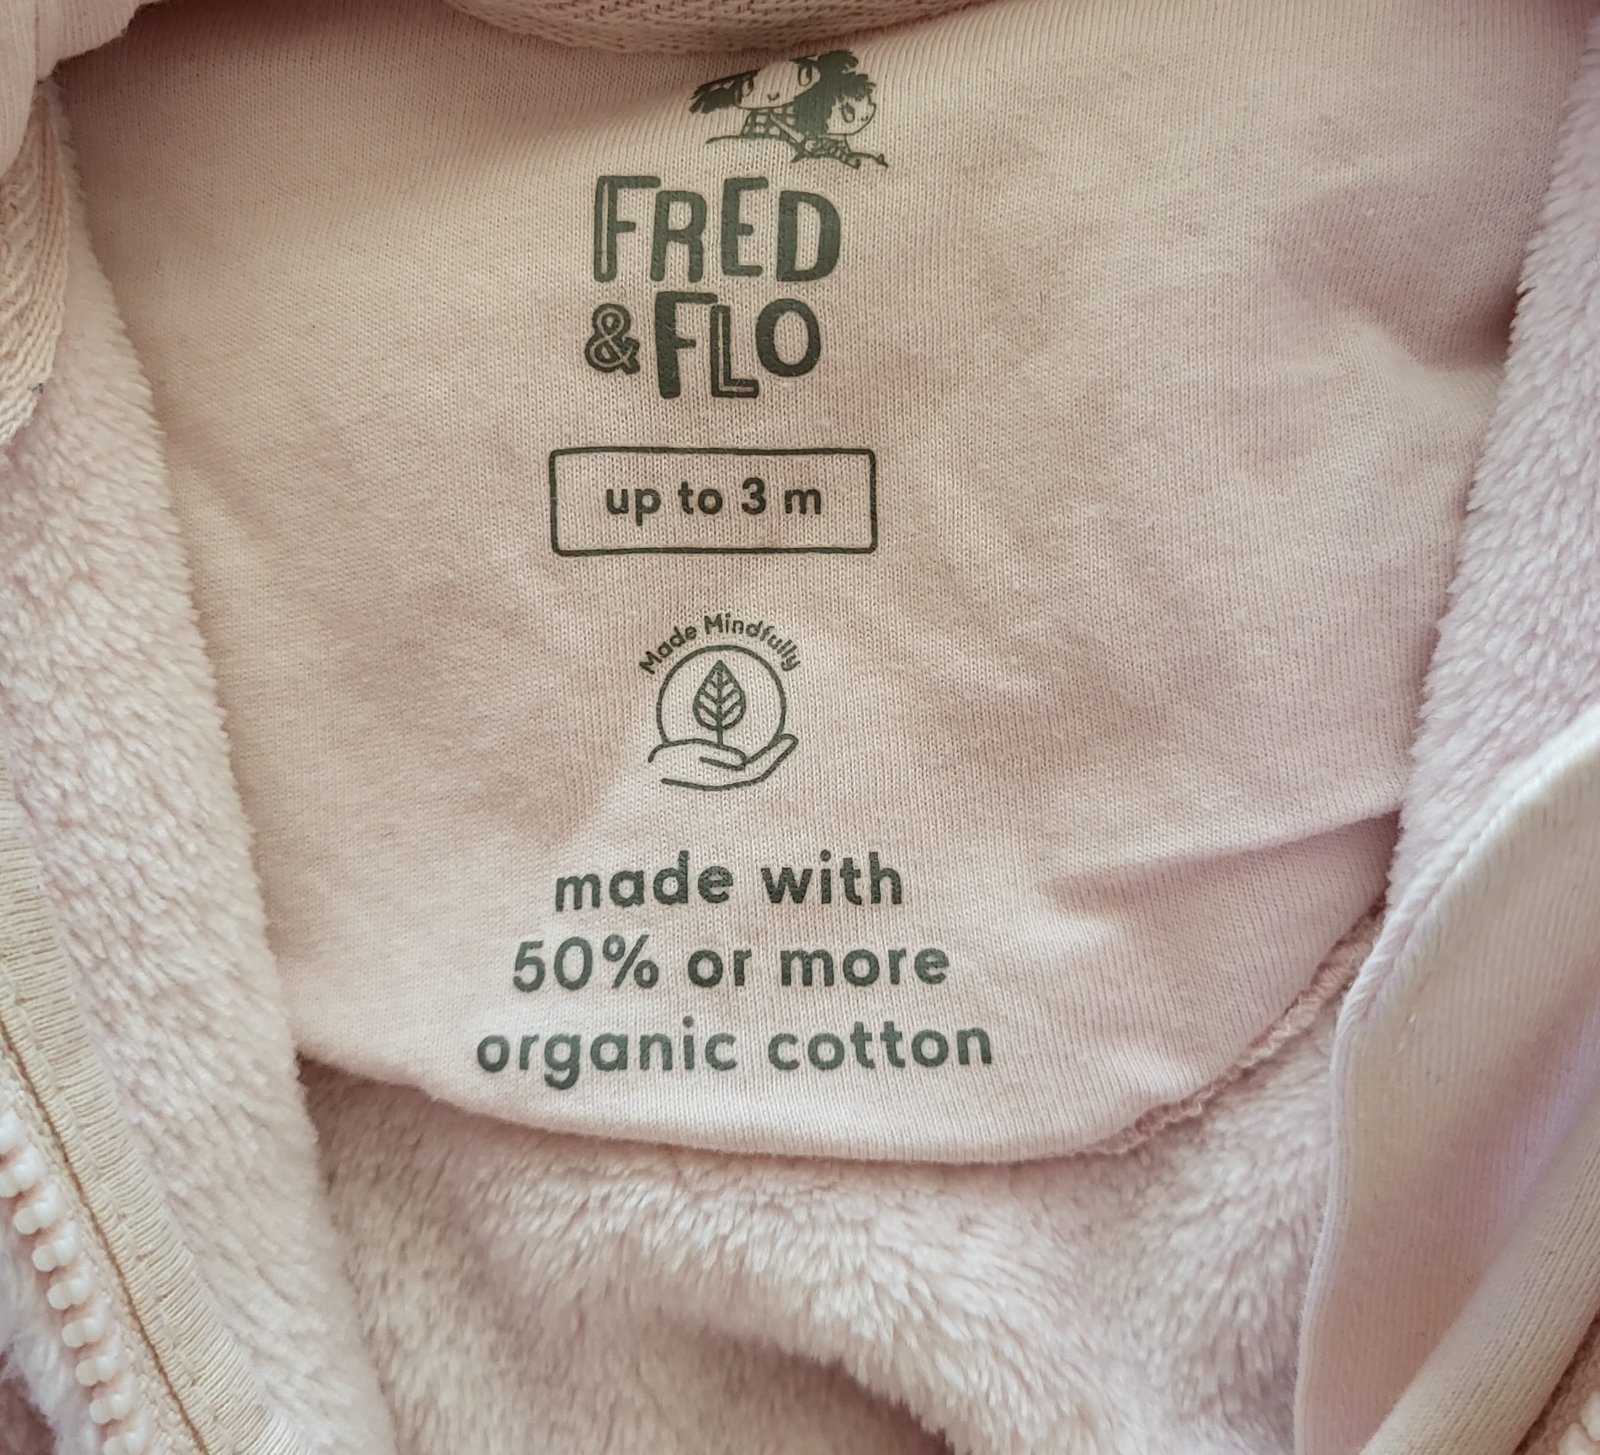 FRED
&FLO
up to 3 m
Made Mindfully
made with
50% or more
organic cotton